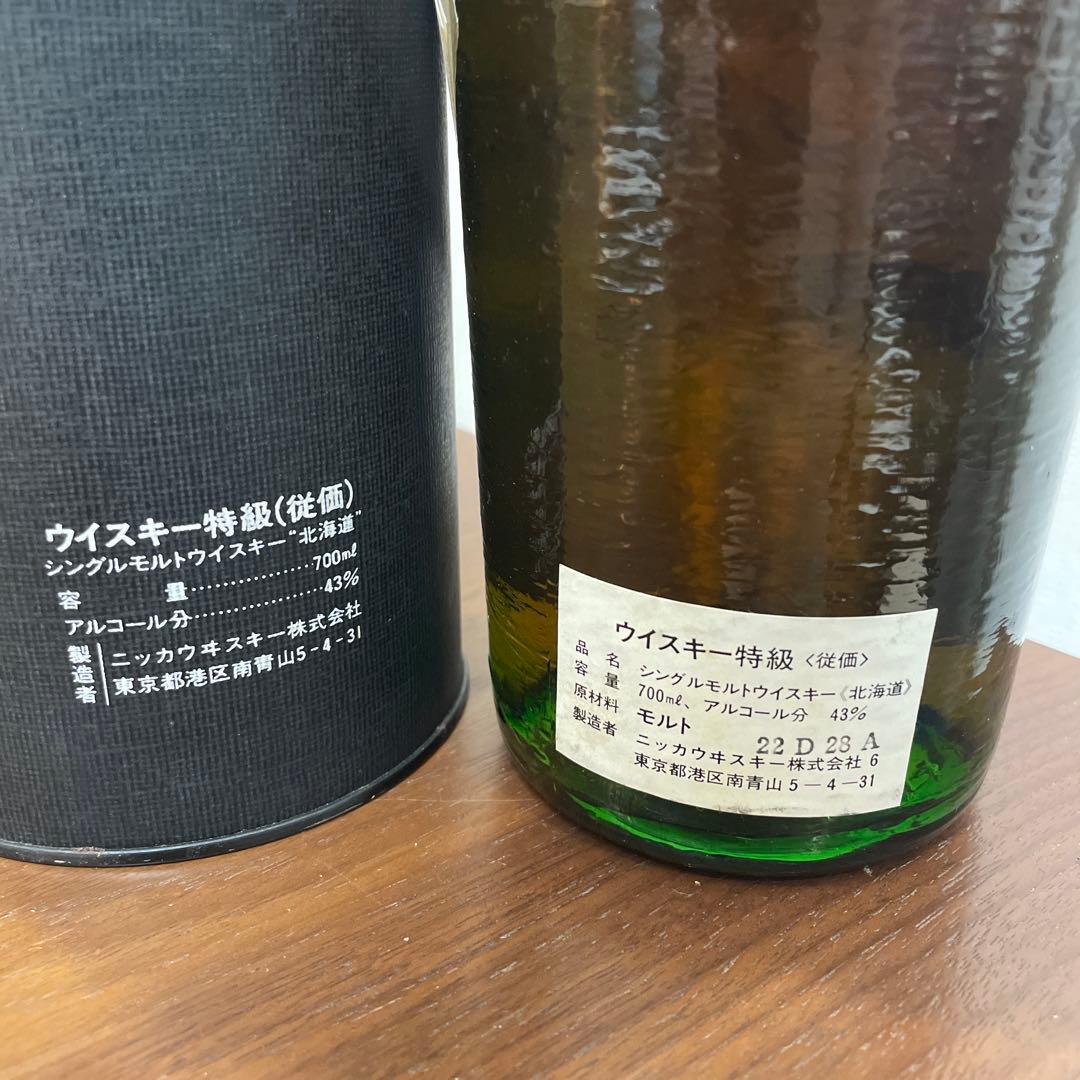 ウイスキー特級(従価)
シングルモルトウイスキー“北海道”
容 量………………700㎖
アルコール分…………………43%
製造者 ニッカウヰスキー株式会社
東京都港区南青山5-4-31
ウイスキー特級〈従価〉
品名 シングルモルトウイスキー《北海道》
容量 700㎖、アルコール分 43%
原材料 モルト
22 D 28 A
製造者 ニッカウヰスキー株式会社 6
東京都港区南青山5―4―31